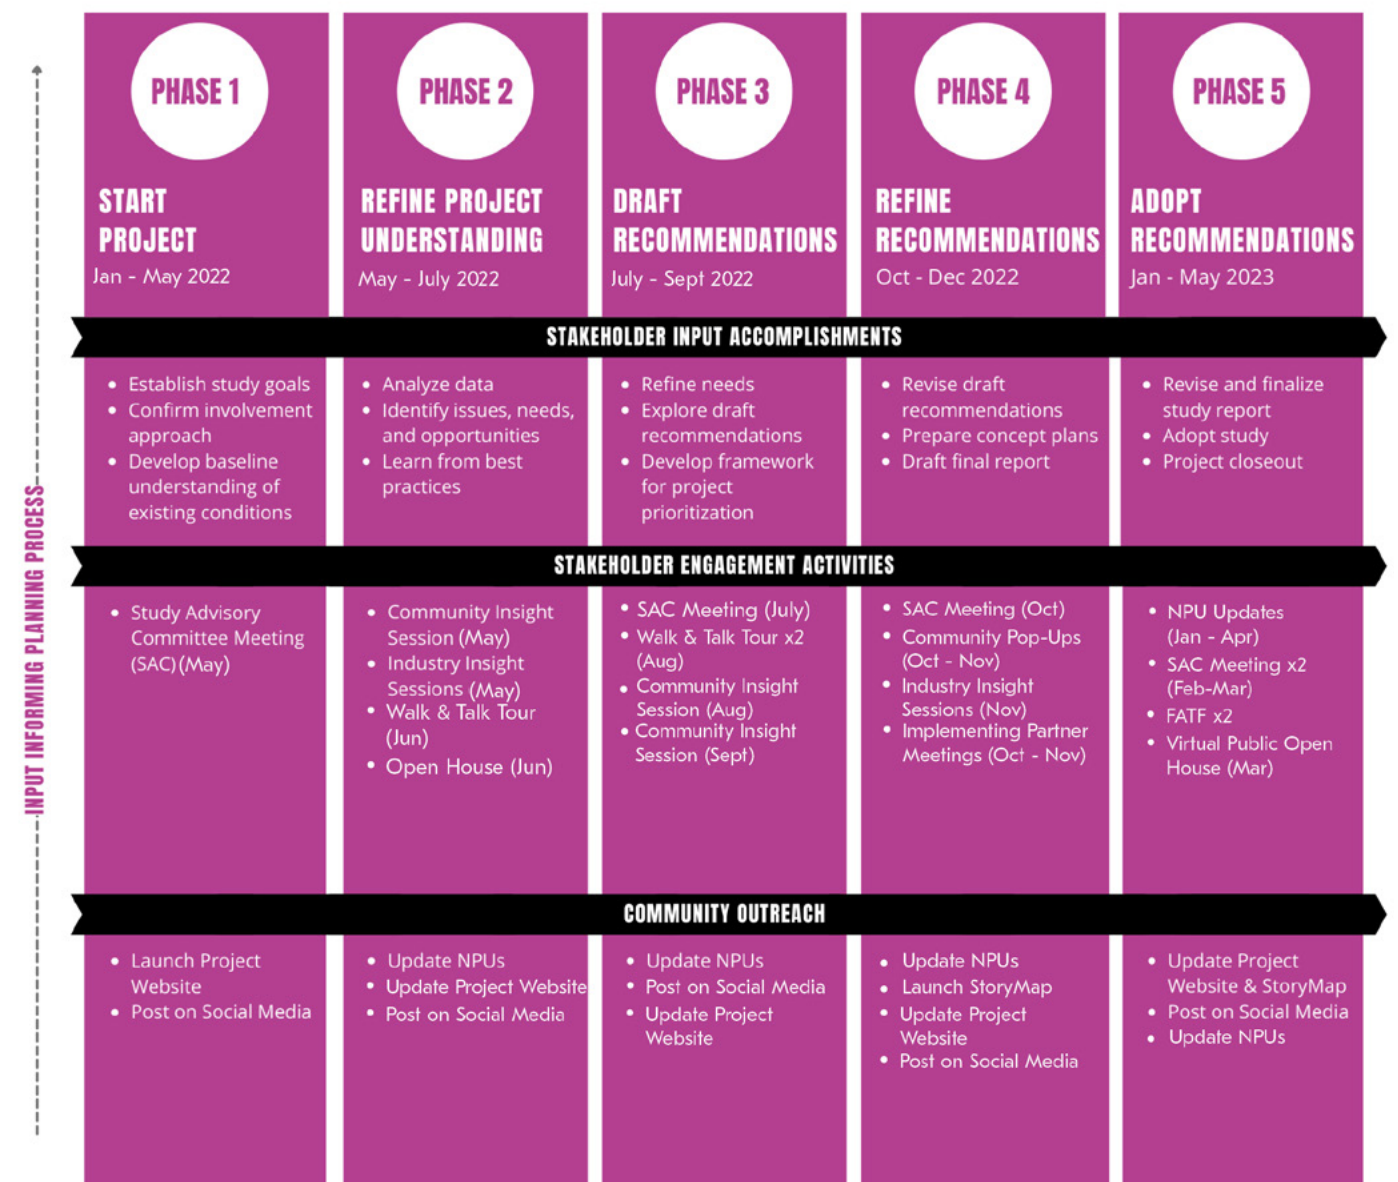 PHASE 1
START
PROJECT
Jan - May 2022
PHASE 2
REFINE PROJECT
UNDERSTANDING
May - July 2022
PHASE 3
DRAFT
RECOMMENDATIONS
July - Sept 2022
PHASE 4
REFINE
RECOMMENDATIONS
Oct - Dec 2022
PHASE 5
ADOPT
RECOMMENDATIONS
Jan - May 2023
INPUT INFORMING PLANNING PROCESS
STAKEHOLDER INPUT ACCOMPLISHMENTS
• Establish study goals
• Confirm involvement
approach
• Develop baseline
understanding of
existing conditions
• Analyze data
• Identify issues, needs,
and opportunities
• Learn from best
practices
• Refine needs
• Explore draft
recommendations
• Develop framework
for project
prioritization
• Revise draft
recommendations
• Prepare concept plans
• Draft final report
• Revise and finalize
study report
• Adopt study
• Project closeout
STAKEHOLDER ENGAGEMENT ACTIVITIES
• Study Advisory
Committee Meeting
(SAC) (May)
• Community Insight
Session (May)
• Industry Insight
Sessions (May)
• Walk & Talk Tour
(Jun)
• Open House (Jun)
• SAC Meeting (July)
• Walk & Talk Tour x2
(Aug)
• Community Insight
Session (Aug)
• Community Insight
Session (Sept)
• SAC Meeting (Oct)
• Community Pop-Ups
(Oct - Nov)
• Industry Insight
Sessions (Nov)
• Implementing Partner
Meetings (Oct - Nov)
• NPU Updates
(Jan - Apr)
• SAC Meeting x2
(Feb-Mar)
• FATF x2
• Virtual Public Open
House (Mar)
COMMUNITY OUTREACH
• Launch Project
Website
• Post on Social Media
• Update NPUs
• Update Project Website
• Post on Social Media
• Update NPUs
• Post on Social Media
• Update Project
Website
• Update NPUs
• Launch StoryMap
• Update Project
Website
• Post on Social Media
• Update Project
Website & StoryMap
• Post on Social Media
• Update NPUs